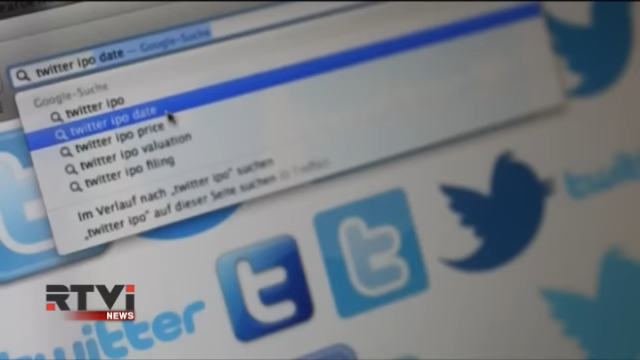 twitter ipo date — Google-Suche
Google-Suche
twitter ipo
twitter ipo date
twitter ipo price
twitter ipo valuation
twitter ipo filing
Im Verlauf nach „twitter ipo" suchen
„twitter ipo" auf dieser Seite suchen
RTVi
NEWS
twitter